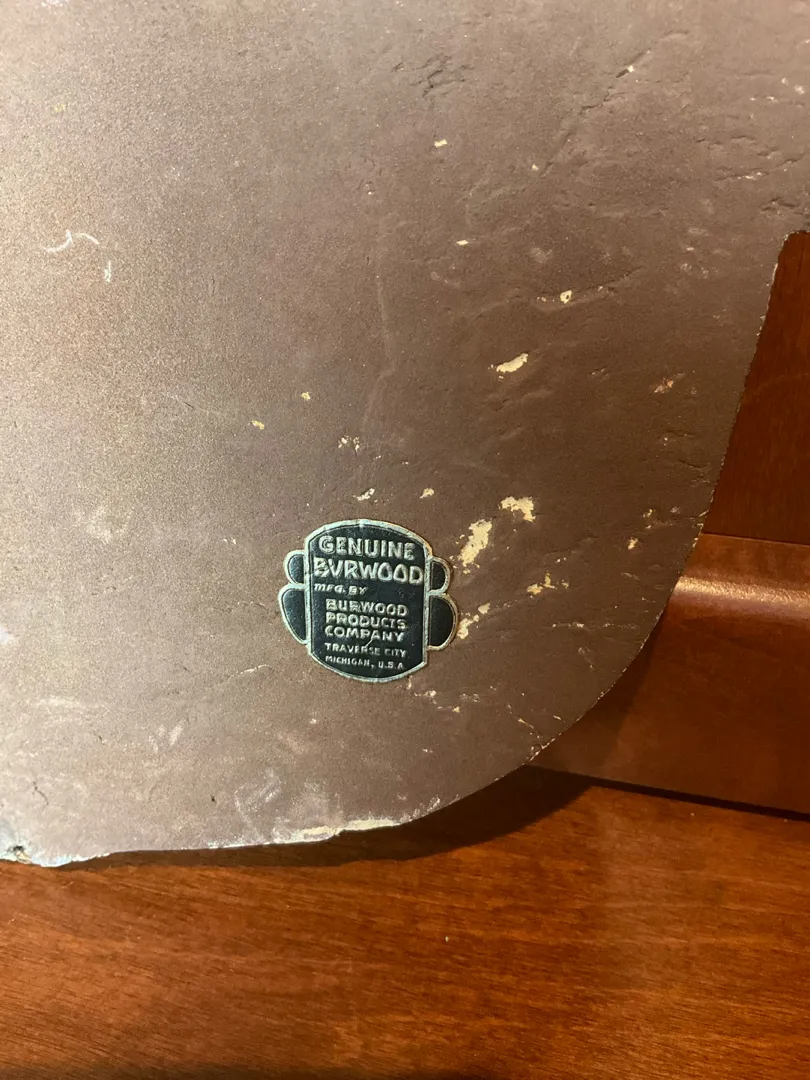 GENUINE
BVRWOOD
MFG. BY
BURWOOD
PRODUCTS
COMPANY
TRAVERSE CITY
MICHIGAN, U.S.A